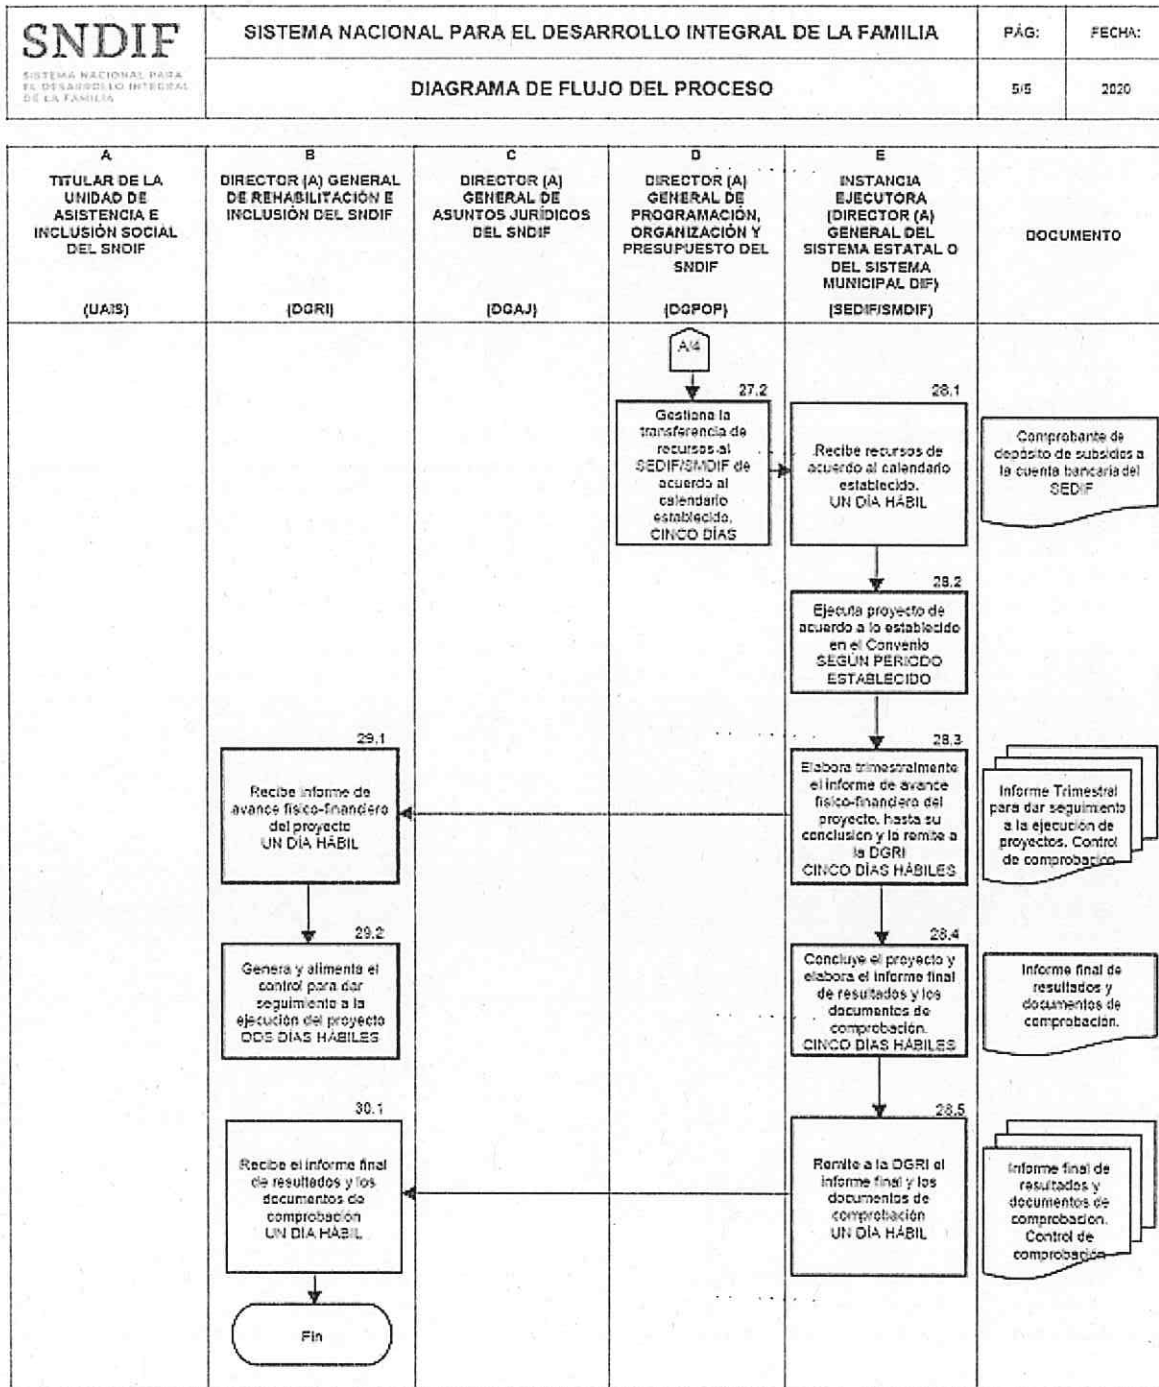 SNDIF
SISTEMA NACIONAL PARA
EL DESARROLLO INTEGRAL
DE LA FAMILIA
SISTEMA NACIONAL PARA EL DESARROLLO INTEGRAL DE LA FAMILIA
PÁG:
FECHA:
DIAGRAMA DE FLUJO DEL PROCESO
5/5
2020
A
TITULAR DE LA
UNIDAD DE
ASISTENCIA E
INCLUSIÓN SOCIAL
DEL SNDIF
(UAIS)
B
DIRECTOR (A) GENERAL
DE REHABILITACIÓN E
INCLUSIÓN DEL SNDIF
(DGRI)
C
DIRECTOR (A)
GENERAL DE
ASUNTOS JURÍDICOS
DEL SNDIF
(DGAJ)
D
DIRECTOR (A)
GENERAL DE
PROGRAMACIÓN,
ORGANIZACIÓN Y
PRESUPUESTO DEL
SNDIF
(DGPOP)
E
INSTANCIA
EJECUTORA
(DIRECTOR (A)
GENERAL DEL
SISTEMA ESTATAL O
DEL SISTEMA
MUNICIPAL DIF)
(SEDIF/SMDIF)
DOCUMENTO
A/4
27.2
Gestiona la
transferencia de
recursos al
SEDIF/SMDIF de
acuerdo al
calendario
establecido.
CINCO DÍAS
28.1
Recibe recursos de
acuerdo al calendario
establecido.
UN DÍA HÁBIL
Comprobante de
depósito de subsidios a
la cuenta bancaria del
SEDIF
28.2
Ejecuta proyecto de
acuerdo a lo establecido
en el Convenio
SEGÚN PERIODO
ESTABLECIDO
29.1
Recibe informe de
avance físico-financiero
del proyecto
UN DÍA HÁBIL
28.3
Elabora trimestralmente
el informe de avance
físico-financiero del
proyecto, hasta su
conclusión y lo remite a
la DGRI
CINCO DÍAS HÁBILES
Informe Trimestral
para dar seguimiento
a la ejecución de
proyectos. Control
de comprobación
29.2
Genera y alimenta el
control para dar
seguimiento a la
ejecución del proyecto
DOS DÍAS HÁBILES
28.4
Concluye el proyecto y
elabora el informe final
de resultados y los
documentos de
comprobación.
CINCO DÍAS HÁBILES
Informe final de
resultados y
documentos de
comprobación.
30.1
Recibe el informe final
de resultados y los
documentos de
comprobación
UN DÍA HÁBIL
28.5
Remite a la DGRI el
informe final y los
documentos de
comprobación
UN DÍA HÁBIL
Informe final de
resultados y
documentos de
comprobación.
Control de
comprobación
Fin